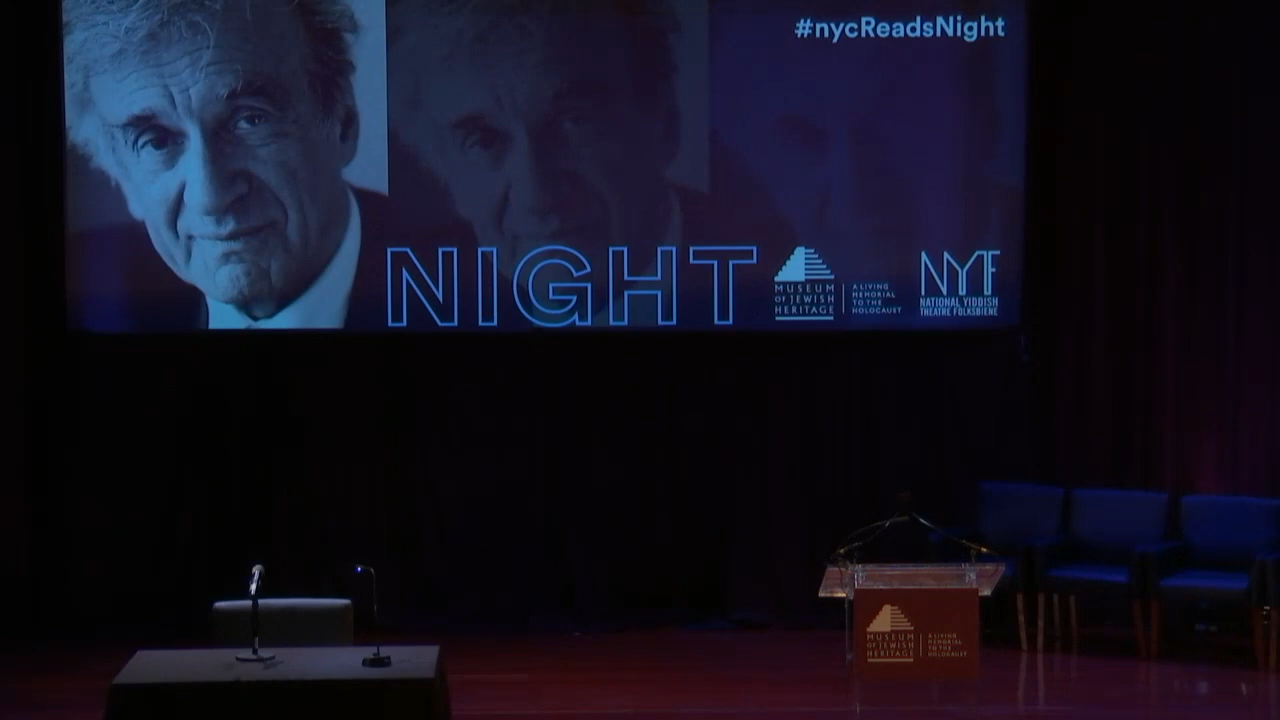 #nycReadsNight
NIGHT
MUSEUM
OF JEWISH
HERITAGE
A LIVING
MEMORIAL
TO THE
HOLOCAUST
NYTF
NATIONAL YIDDISH
THEATRE FOLKSBIENE
MUSEUM
OF JEWISH
HERITAGE
A LIVING
MEMORIAL
TO THE
HOLOCAUST